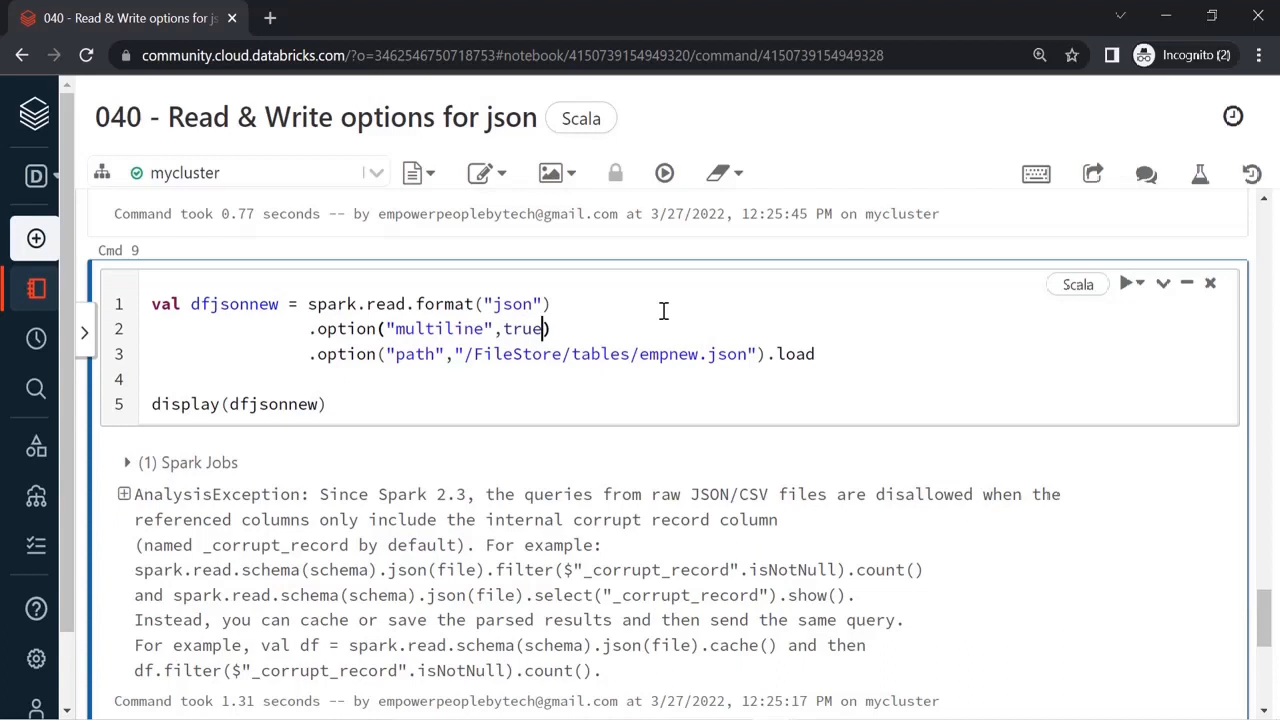 040 - Read & Write options for js
community.cloud.databricks.com/?o=3462546750718753#notebook/4150739154949320/command/4150739154949328
Incognito (2)
040 - Read & Write options for json Scala
D
mycluster
Command took 0.77 seconds -- by empowerpeoplebytech@gmail.com at 3/27/2022, 12:25:45 PM on mycluster
Cmd 9
Scala
1 val dfjsonnew = spark.read.format("json")
2 .option("multiline",true)
3 .option("path","/FileStore/tables/empnew.json").load
4
5 display(dfjsonnew)
(1) Spark Jobs
AnalysisException: Since Spark 2.3, the queries from raw JSON/CSV files are disallowed when the
referenced columns only include the internal corrupt record column
(named _corrupt_record by default). For example:
spark.read.schema(schema).json(file).filter($"_corrupt_record".isNotNull).count()
and spark.read.schema(schema).json(file).select("_corrupt_record").show().
Instead, you can cache or save the parsed results and then send the same query.
For example, val df = spark.read.schema(schema).json(file).cache() and then
df.filter($"_corrupt_record".isNotNull).count().
Command took 1.31 seconds -- by empowerpeoplebytech@gmail.com at 3/27/2022, 12:25:17 PM on mycluster